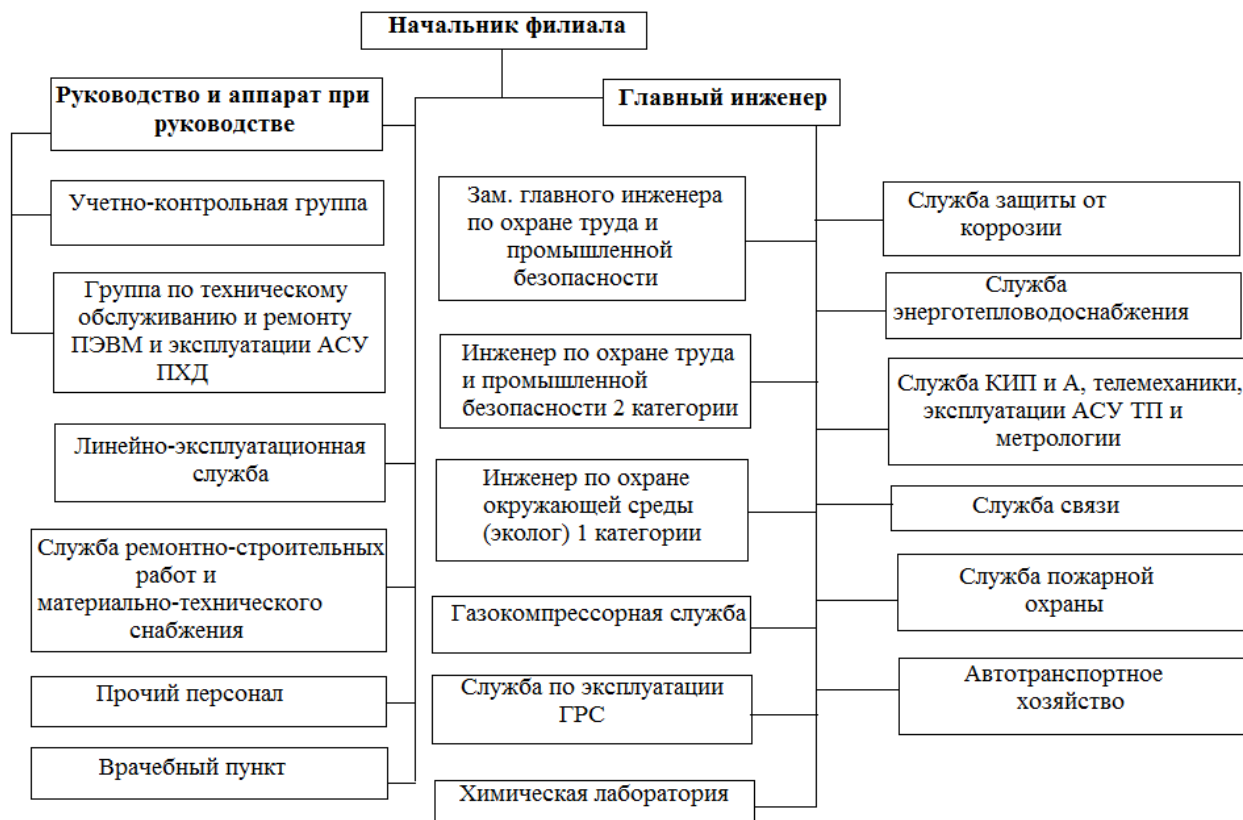 Начальник филиала
Руководство и аппарат при
руководстве
Главный инженер
Учетно-контрольная группа
Группа по техническому
обслуживанию и ремонту
ПЭВМ и эксплуатации АСУ
ПХД
Линейно-эксплуатационная
служба
Служба ремонтно-строительных
работ и
материально-технического
снабжения
Прочий персонал
Врачебный пункт
Зам. главного инженера
по охране труда и
промышленной
безопасности
Инженер по охране труда
и промышленной
безопасности 2 категории
Инженер по охране
окружающей среды
(эколог) 1 категории
Газокомпрессорная служба
Служба по эксплуатации
ГРС
Химическая лаборатория
Служба защиты от
коррозии
Служба
энерготепловодоснабжения
Служба КИП и А, телемеханики,
эксплуатации АСУ ТП и
метрологии
Служба связи
Служба пожарной
охраны
Автотранспортное
хозяйство